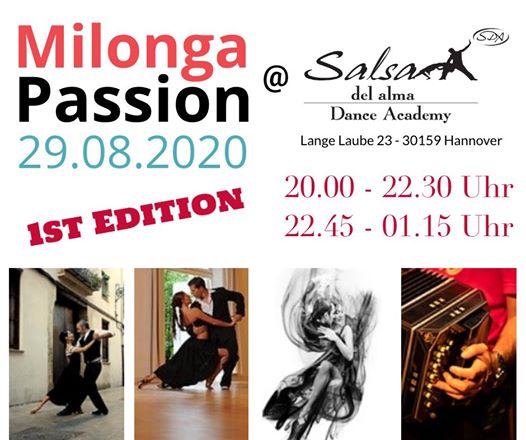 Milonga
Passion
29.08.2020
1ST EDITION
@
Salsa
SDA
del alma
Dance Academy
Lange Laube 23 - 30159 Hannover
20.00 - 22.30 Uhr
22.45 - 01.15 Uhr